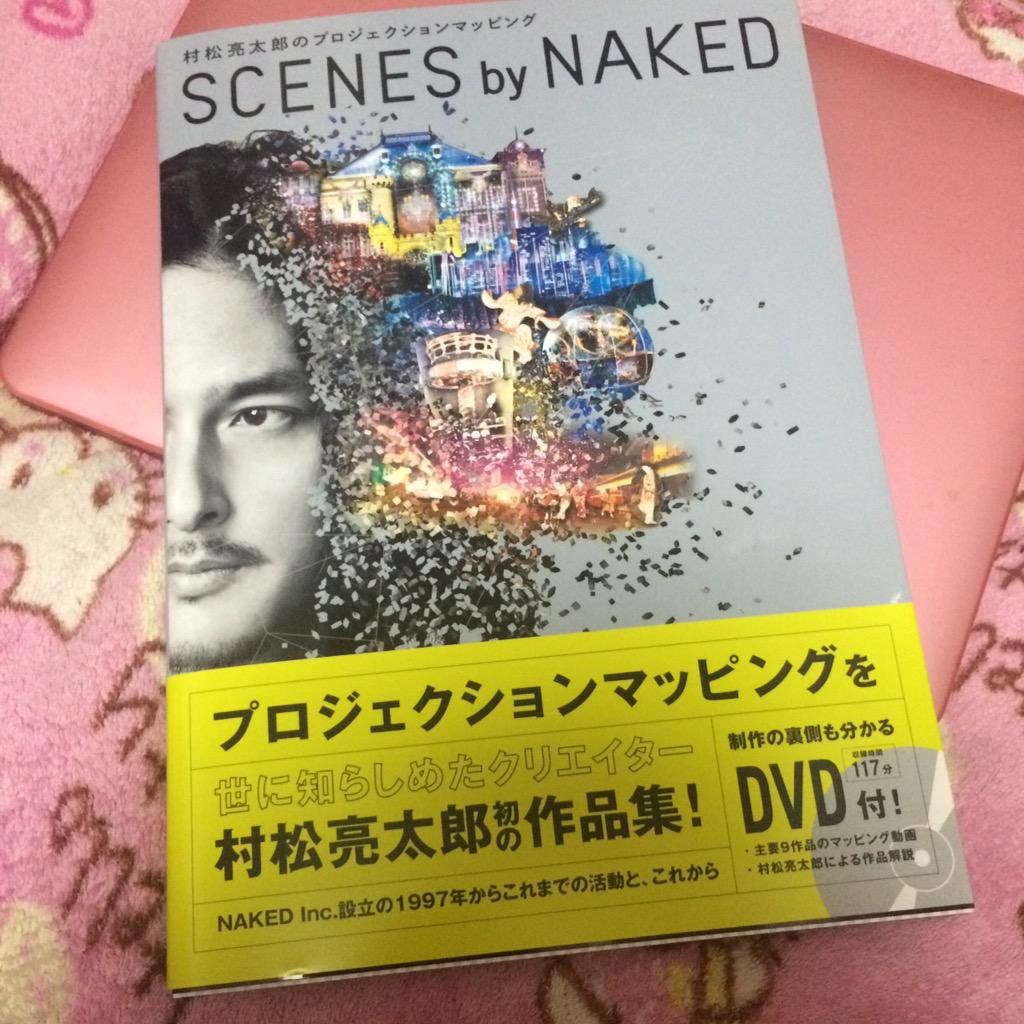 村松亮太郎のプロジェクションマッピング
SCENES by NAKED
プロジェクションマッピングを
世に知らしめたクリエイター
村松亮太郎初の作品集!
NAKED Inc.設立の1997年からこれまでの活動と、これから
制作の裏側も分かる
DVD付!
収録時間
117分
・主要9作品のマッピング動画
・村松亮太郎による作品解説